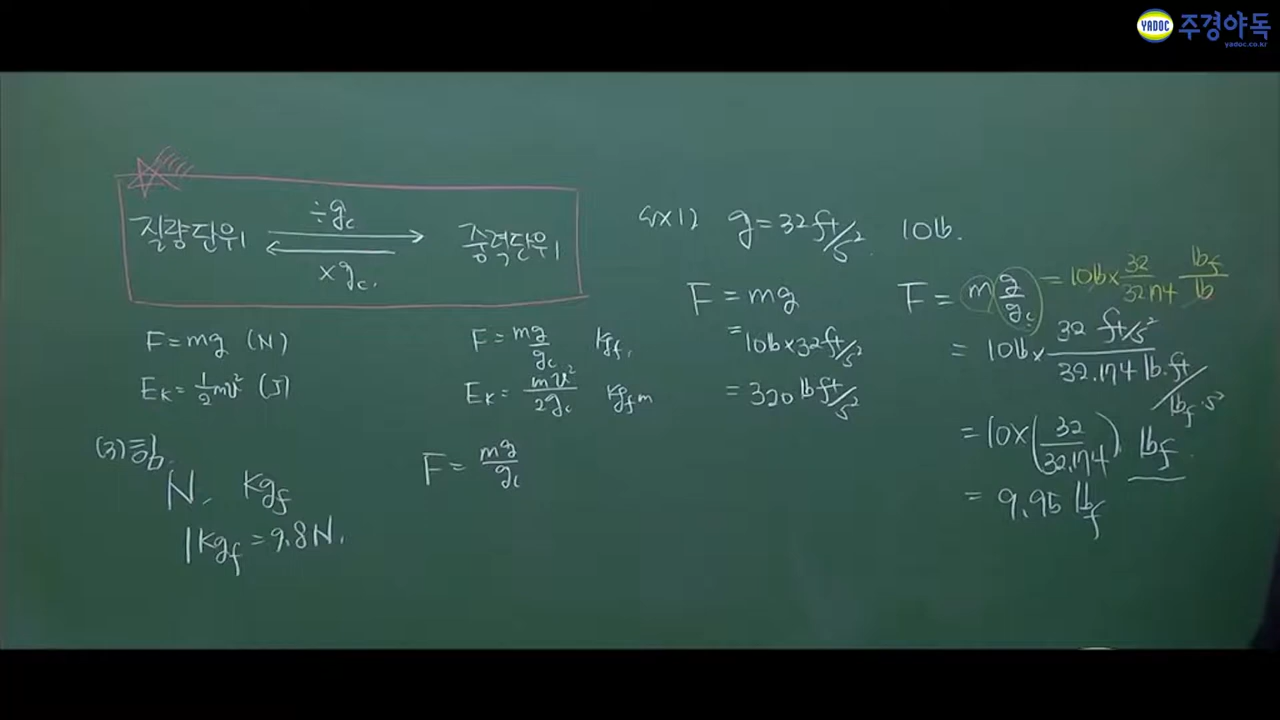 YADOC 주경야독
yadoc.co.kr
÷gc
질량단위 중력단위
×gc.
F = mg (N)
F = mg/gc kgf.
EK = 1/2 mv² (J)
EK = mv²/2gc kgf m
(3) 힘.
N, kgf
1kgf = 9.8N.
F = mg/gc
ex1) g = 32 ft/s². 10lb.
F = mg
= 10lb × 32 ft/s²
= 320 lb ft/s²
F = m g/gc = 10lb × 32/32.174 lbf/lb
= 10lb × 32 ft/s² / 32.174 lb·ft/lbf·s²
= 10 × (32/32.174) lbf
= 9.95 lbf